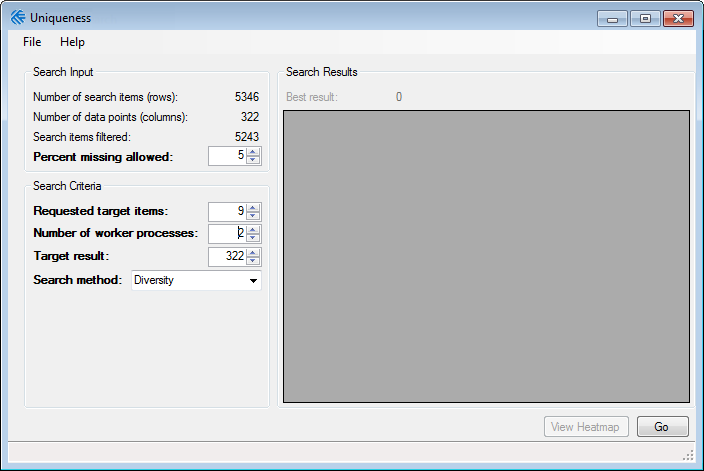 Uniqueness
File Help
Search Input
Number of search items (rows): 5346
Number of data points (columns): 322
Search items filtered: 5243
Percent missing allowed: 5
Search Criteria
Requested target items: 9
Number of worker processes: 2
Target result: 322
Search method: Diversity
Search Results
Best result: 0
View Heatmap Go